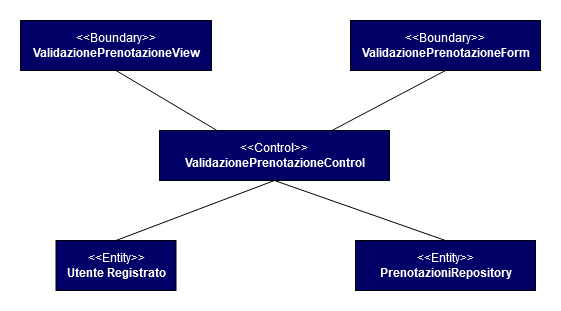 <<Boundary>>
ValidazionePrenotazioneView
<<Boundary>>
ValidazionePrenotazioneForm
<<Control>>
ValidazionePrenotazioneControl
<<Entity>>
Utente Registrato
<<Entity>>
PrenotazioniRepository